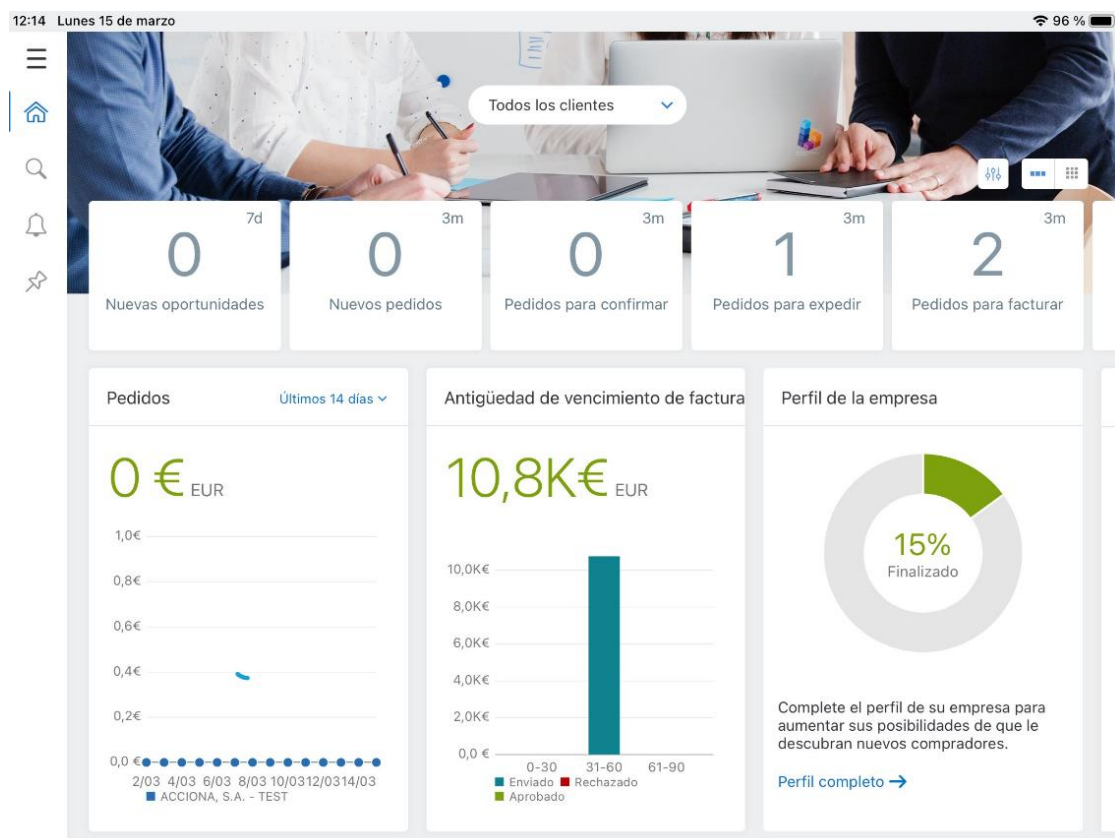 12:14 Lunes 15 de marzo
96 %
Todos los clientes
7d
0
Nuevas oportunidades
3m
0
Nuevos pedidos
3m
0
Pedidos para confirmar
3m
1
Pedidos para expedir
3m
2
Pedidos para facturar
Pedidos
Últimos 14 días
0 € EUR
1,0€
0,8€
0,6€
0,4€
0,2€
0,0 €
2/03 4/03 6/03 8/03 10/03 12/03 14/03
ACCIONA, S.A. - TEST
Antigüedad de vencimiento de factura
10,8K€ EUR
10,0K€
8,0K€
6,0K€
4,0K€
2,0K€
0,0 €
0-30 31-60 61-90
Enviado Rechazado
Aprobado
Perfil de la empresa
15%
Finalizado
Complete el perfil de su empresa para
aumentar sus posibilidades de que le
descubran nuevos compradores.
Perfil completo →